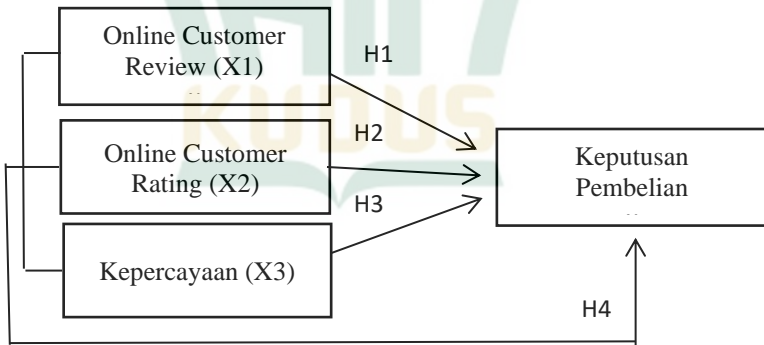 Online Customer
Review (X1)
H1
KUDUS
H2
Online Customer
Rating (X2)
Keputusan
Pembelian
H3
Kepercayaan (X3)
H4